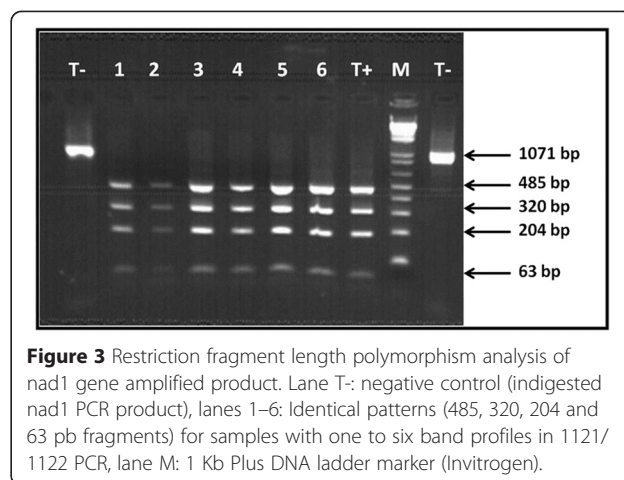 T- 1 2 3 4 5 6 T+ M T-
1071 bp
485 bp
320 bp
204 bp
63 bp
Figure 3 Restriction fragment length polymorphism analysis of
nad1 gene amplified product. Lane T-: negative control (indigested
nad1 PCR product), lanes 1–6: Identical patterns (485, 320, 204 and
63 pb fragments) for samples with one to six band profiles in 1121/
1122 PCR, lane M: 1 Kb Plus DNA ladder marker (Invitrogen).